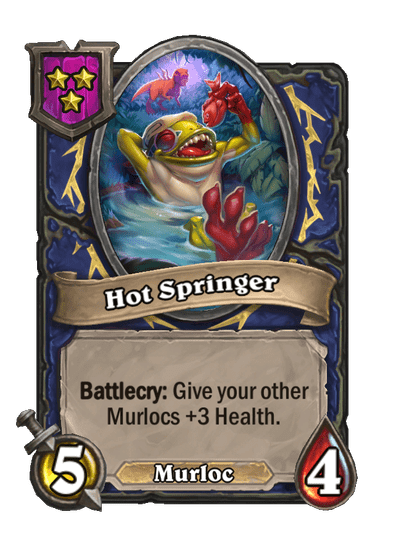 Hot Springer
Battlecry: Give your other
Murlocs +3 Health.
5
Murloc
4